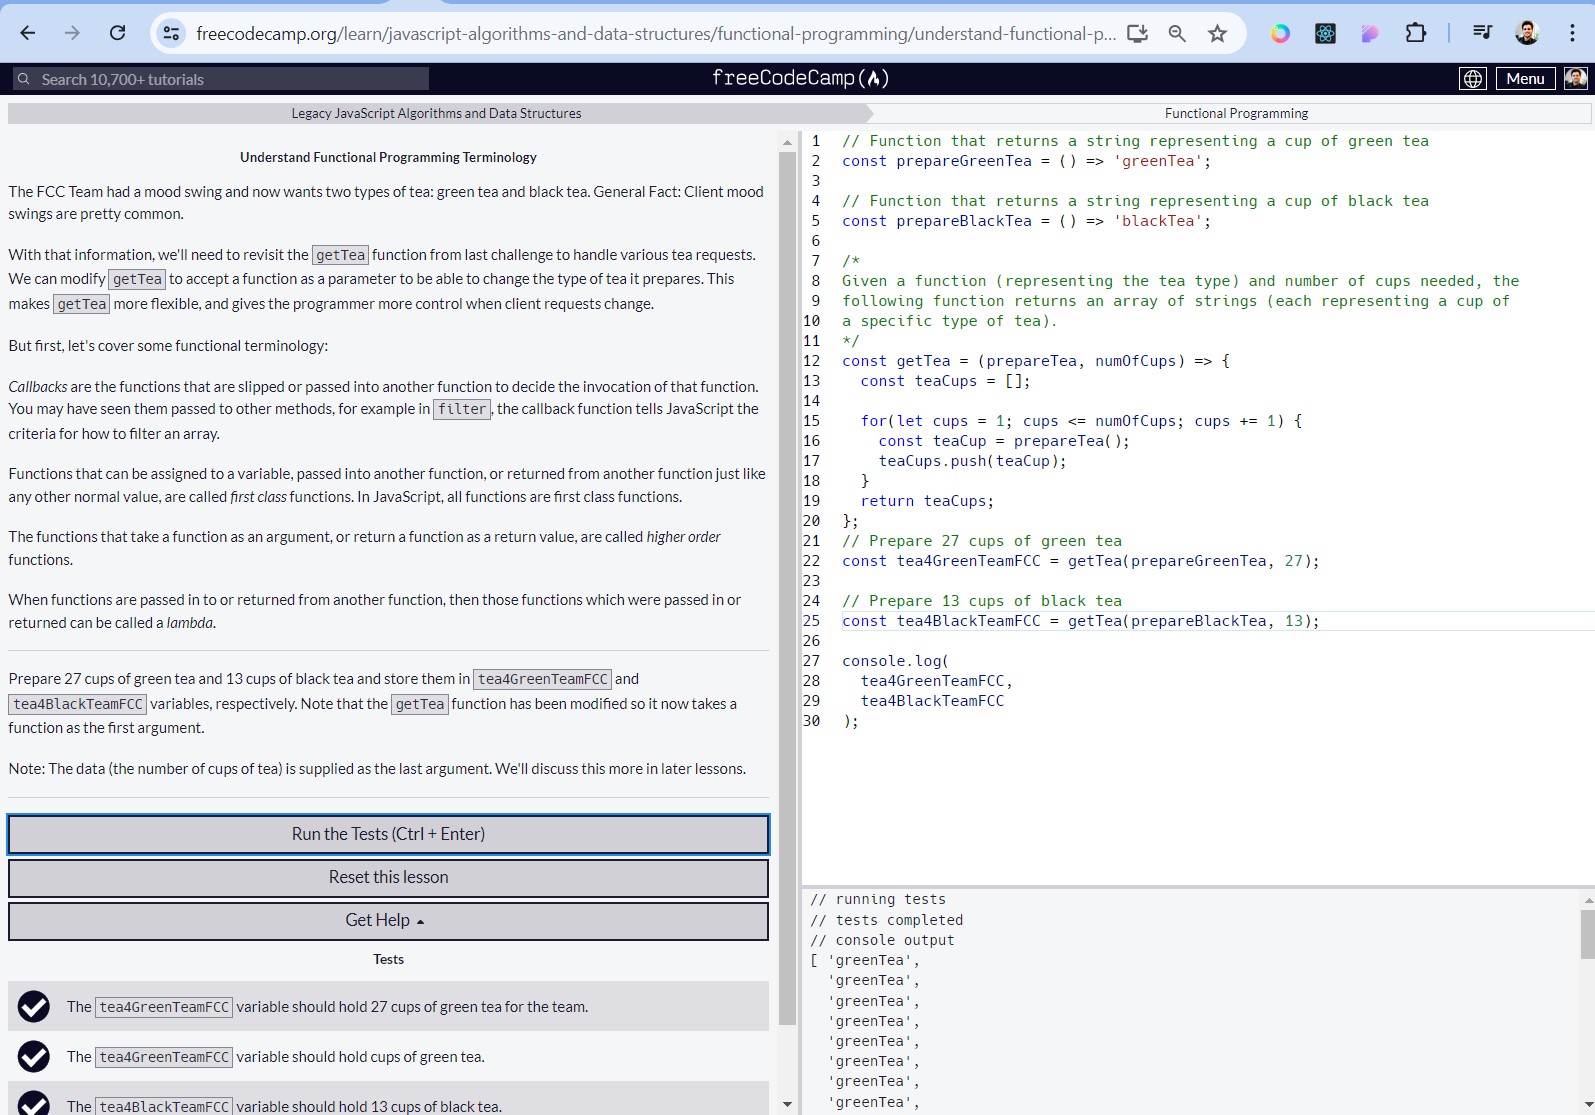 freecodecamp.org/learn/javascript-algorithms-and-data-structures/functional-programming/understand-functional-p...
Search 10,700+ tutorials
freeCodeCamp
Menu
Legacy JavaScript Algorithms and Data Structures
Functional Programming
Understand Functional Programming Terminology
The FCC Team had a mood swing and now wants two types of tea: green tea and black tea. General Fact: Client mood
swings are pretty common.
With that information, we'll need to revisit the getTea function from last challenge to handle various tea requests.
We can modify getTea to accept a function as a parameter to be able to change the type of tea it prepares. This
makes getTea more flexible, and gives the programmer more control when client requests change.
But first, let's cover some functional terminology:
Callbacks are the functions that are slipped or passed into another function to decide the invocation of that function.
You may have seen them passed to other methods, for example in filter, the callback function tells JavaScript the
criteria for how to filter an array.
Functions that can be assigned to a variable, passed into another function, or returned from another function just like
any other normal value, are called first class functions. In JavaScript, all functions are first class functions.
The functions that take a function as an argument, or return a function as a return value, are called higher order
functions.
When functions are passed in to or returned from another function, then those functions which were passed in or
returned can be called a lambda.
Prepare 27 cups of green tea and 13 cups of black tea and store them in tea4GreenTeamFCC and
tea4BlackTeamFCC variables, respectively. Note that the getTea function has been modified so it now takes a
function as the first argument.
Note: The data (the number of cups of tea) is supplied as the last argument. We'll discuss this more in later lessons.
Run the Tests (Ctrl + Enter)
Reset this lesson
Get Help
Tests
The tea4GreenTeamFCC variable should hold 27 cups of green tea for the team.
The tea4GreenTeamFCC variable should hold cups of green tea.
The tea4BlackTeamFCC variable should hold 13 cups of black tea.
1 // Function that returns a string representing a cup of green tea
2 const prepareGreenTea = () => 'greenTea';
3
4 // Function that returns a string representing a cup of black tea
5 const prepareBlackTea = () => 'blackTea';
6
7 /*
8 Given a function (representing the tea type) and number of cups needed, the
9 following function returns an array of strings (each representing a cup of
10 a specific type of tea).
11 */
12 const getTea = (prepareTea, numOfCups) => {
13   const teaCups = [];
14
15   for(let cups = 1; cups <= numOfCups; cups += 1) {
16     const teaCup = prepareTea();
17     teaCups.push(teaCup);
18   }
19   return teaCups;
20 };
21 // Prepare 27 cups of green tea
22 const tea4GreenTeamFCC = getTea(prepareGreenTea, 27);
23
24 // Prepare 13 cups of black tea
25 const tea4BlackTeamFCC = getTea(prepareBlackTea, 13);
26
27 console.log(
28   tea4GreenTeamFCC,
29   tea4BlackTeamFCC
30 );
// running tests
// tests completed
// console output
[ 'greenTea',
'greenTea',
'greenTea',
'greenTea',
'greenTea',
'greenTea',
'greenTea',
'greenTea',